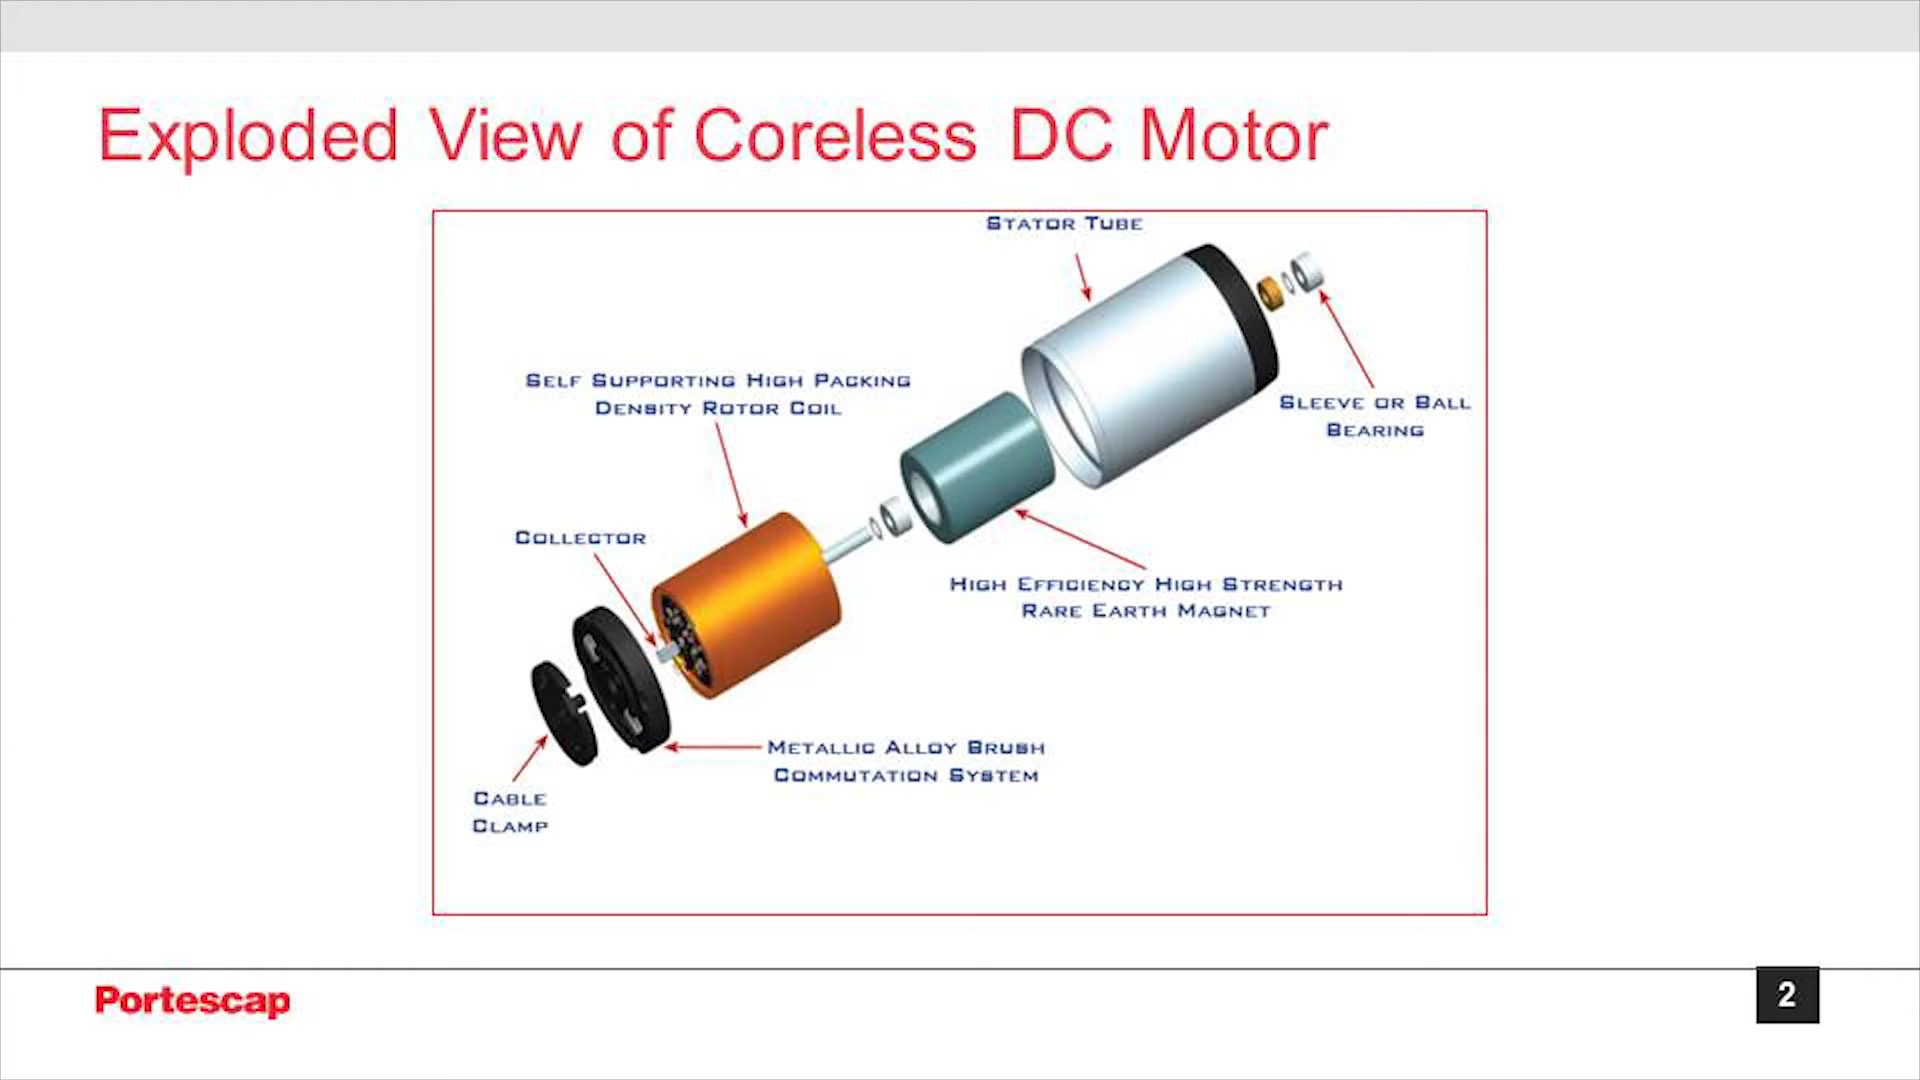 Exploded View of Coreless DC Motor
Stator Tube
Self Supporting High Packing
Density Rotor Coil
Sleeve or Ball
Bearing
Collector
High Efficiency High Strength
Rare Earth Magnet
Metallic Alloy Brush
Commutation System
Cable
Clamp
Portescap
2